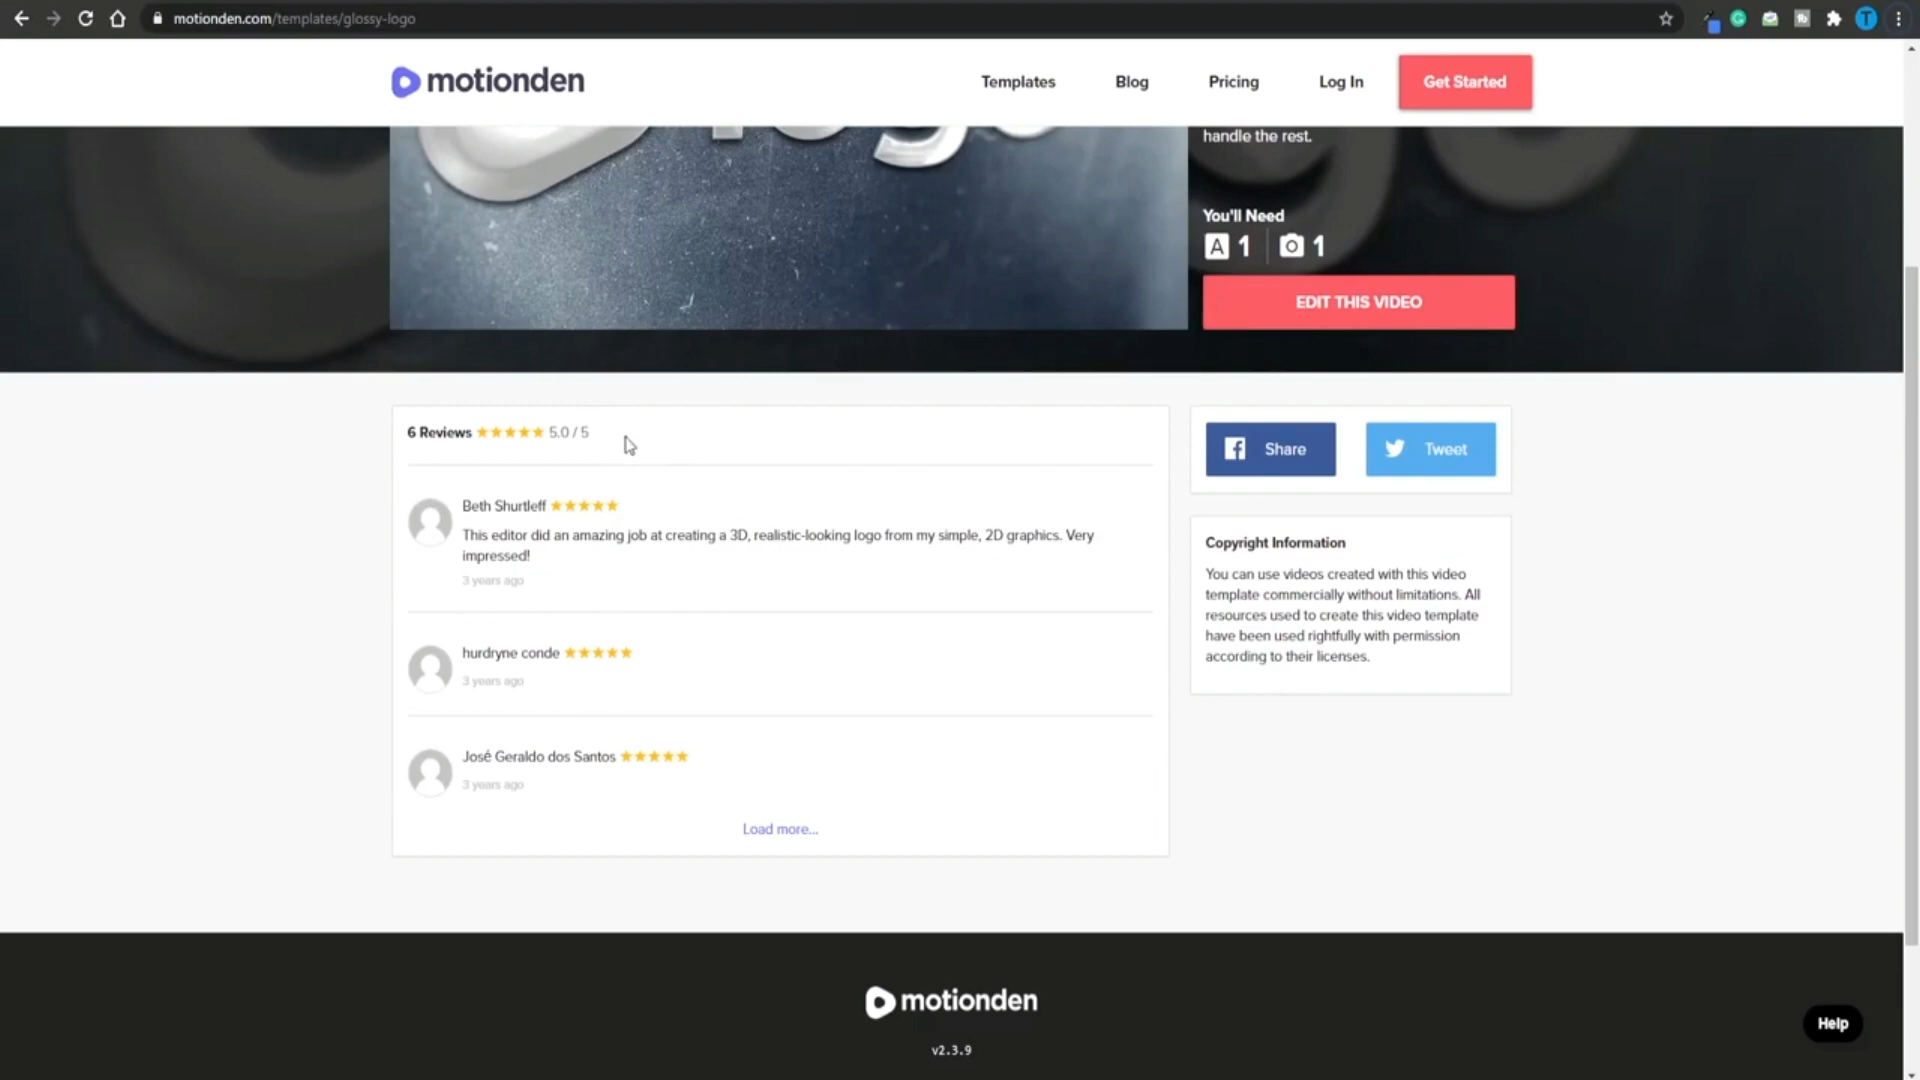 motionden.com/templates/glossy-logo
motionden
Templates
Blog
Pricing
Log In
Get Started
handle the rest.
You'll Need
A 1
1
EDIT THIS VIDEO
6 Reviews ★★★★★ 5.0 / 5
Share
Tweet
Beth Shurtleff ★★★★★
This editor did an amazing job at creating a 3D, realistic-looking logo from my simple, 2D graphics. Very
impressed!
3 years ago
Copyright Information
You can use videos created with this video
template commercially without limitations. All
resources used to create this video template
have been used rightfully with permission
according to their licenses.
hurdryne conde ★★★★★
3 years ago
José Geraldo dos Santos ★★★★★
3 years ago
Load more...
motionden
v2.3.9
Help